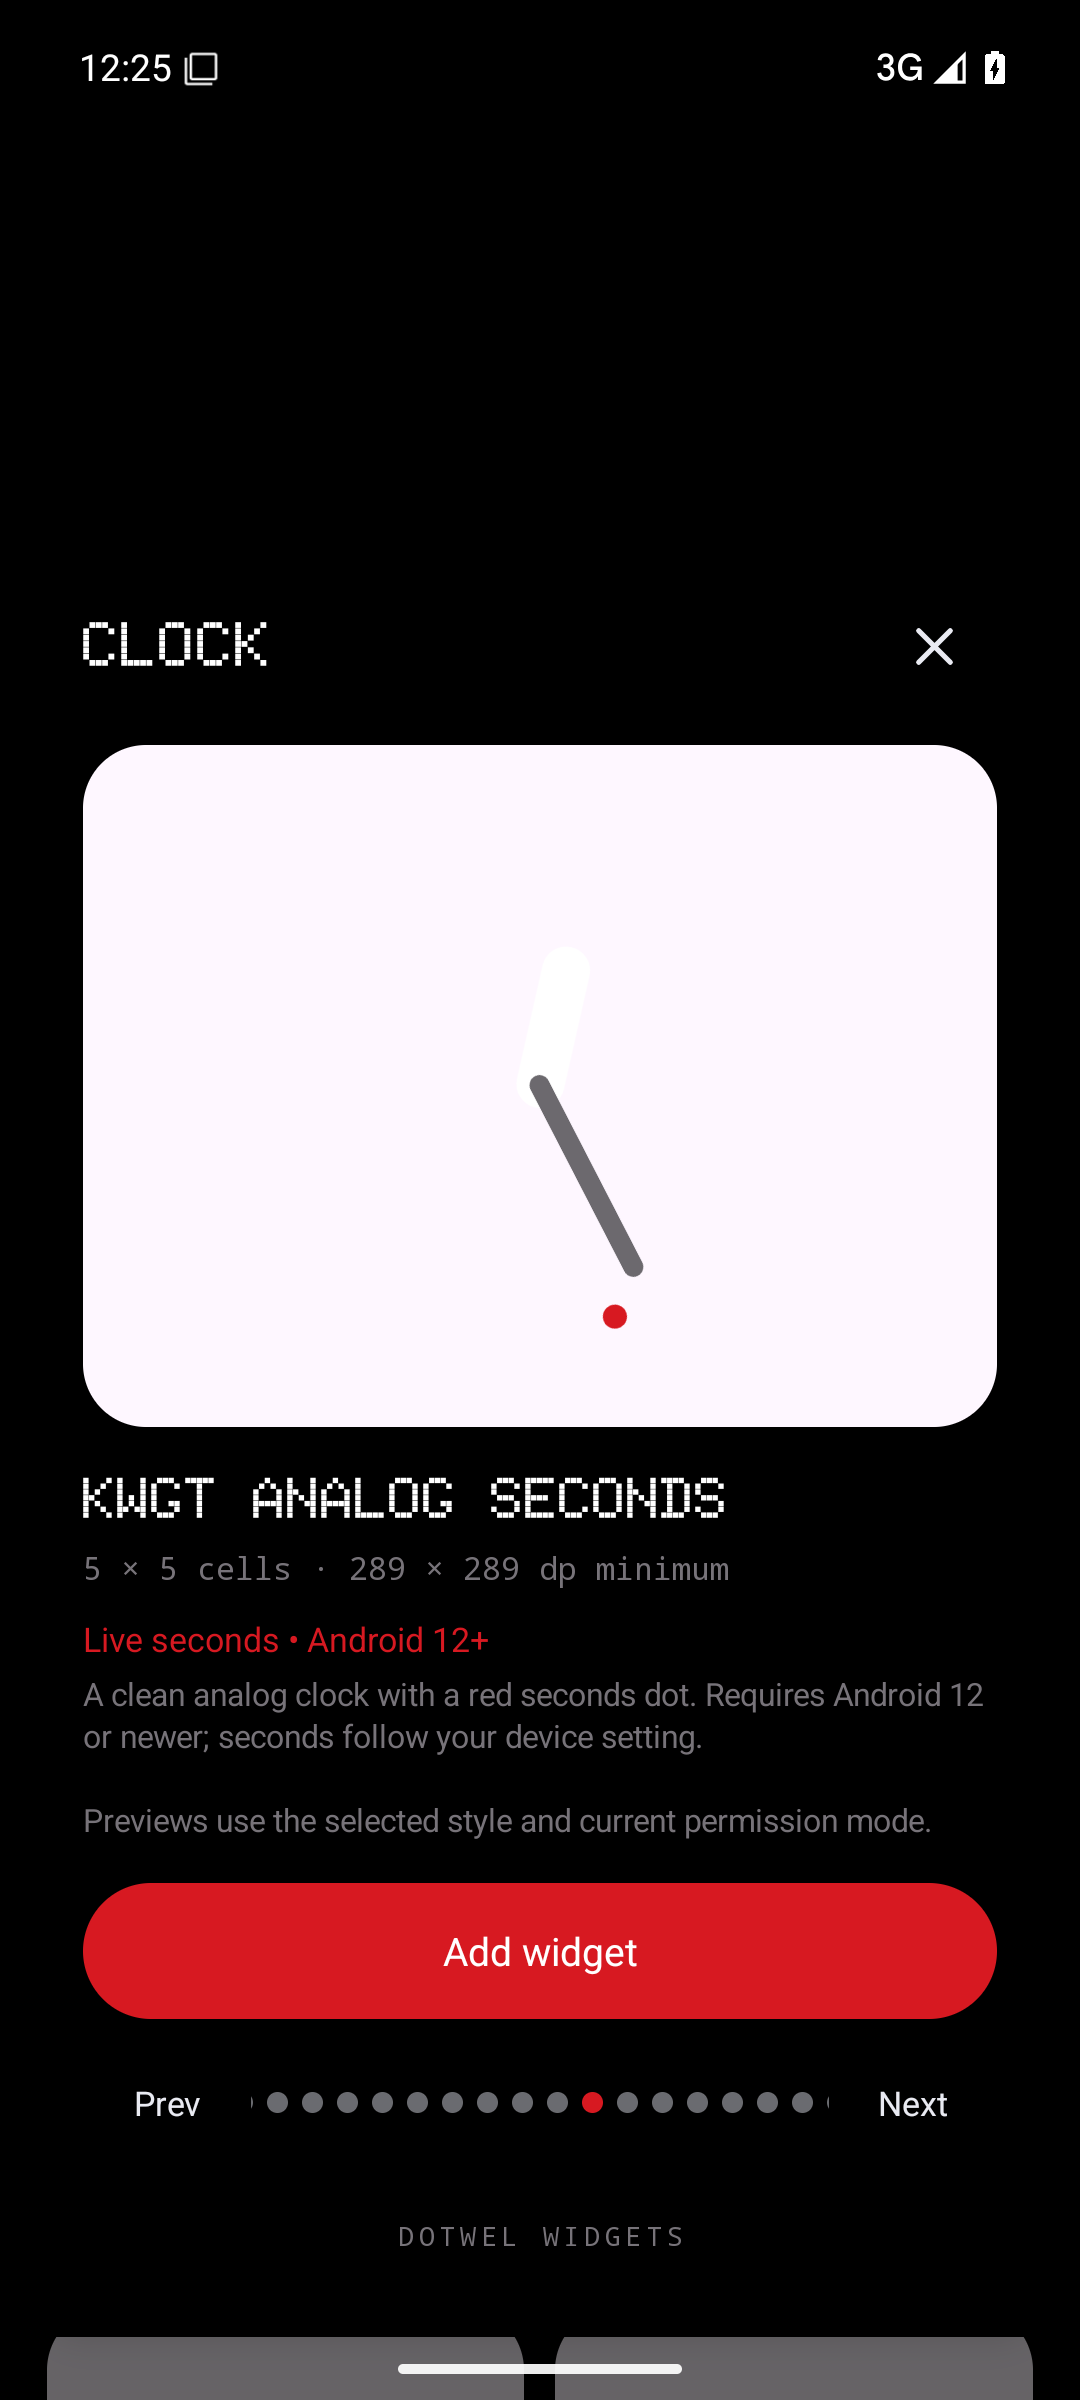 12:25
3G
CLOCK
KWGT ANALOG SECONDS
5 × 5 cells · 289 × 289 dp minimum
Live seconds • Android 12+
A clean analog clock with a red seconds dot. Requires Android 12
or newer; seconds follow your device setting.
Previews use the selected style and current permission mode.
Add widget
Prev
Next
DOTWEL WIDGETS